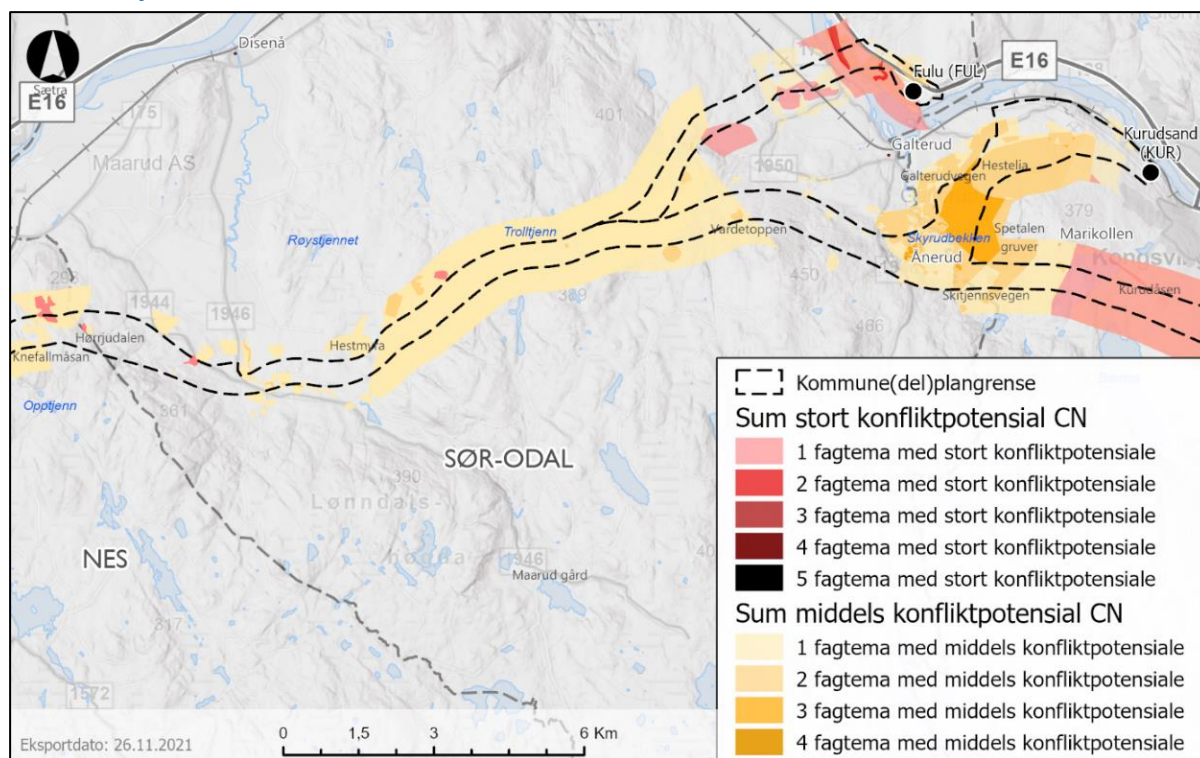 Disenå
Sætra
E16
175
Maarud AS
Røystjennet
401
Trolltjenn
Fulu (FUL)
E16
Galterud
Kurudsand
(KUR)
1950
Galterudvegen
Hestelia
379
Vardetoppen
Skyrudbekken
Ånerud
Spetalen
gruver
Marikollen
450
Skitjennsvegen
Kurudåsen
466
1944
1946
Hørrjudalen
Knefallmåsan
Hestmyra
Opptjenn
361
SØR-ODAL
390
Lønndals-
høgda
NES
1946
Maarud gård
317
1572
Kommune(del)plangrense
Sum stort konfliktpotensial CN
1 fagtema med stort konfliktpotensiale
2 fagtema med stort konfliktpotensiale
3 fagtema med stort konfliktpotensiale
4 fagtema med stort konfliktpotensiale
5 fagtema med stort konfliktpotensiale
Sum middels konfliktpotensial CN
1 fagtema med middels konfliktpotensiale
2 fagtema med middels konfliktpotensiale
3 fagtema med middels konfliktpotensiale
4 fagtema med middels konfliktpotensiale
Eksportdato: 26.11.2021
0 1,5 3 6 Km